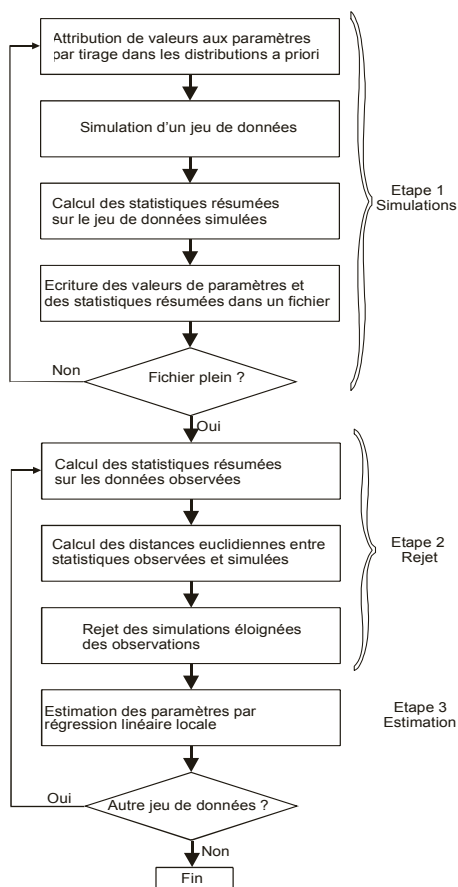 Attribution de valeurs aux paramètres
par tirage dans les distributions a priori
Simulation d'un jeu de données
Calcul des statistiques résumées
sur le jeu de données simulées
Ecriture des valeurs de paramètres et
des statistiques résumées dans un fichier
Etape 1
Simulations
Non
Fichier plein ?
Oui
Calcul des statistiques résumées
sur les données observées
Calcul des distances euclidiennes entre
statistiques observées et simulées
Rejet des simulations éloignées
des observations
Etape 2
Rejet
Estimation des paramètres par
régression linéaire locale
Etape 3
Estimation
Oui
Autre jeu de données ?
Non
Fin